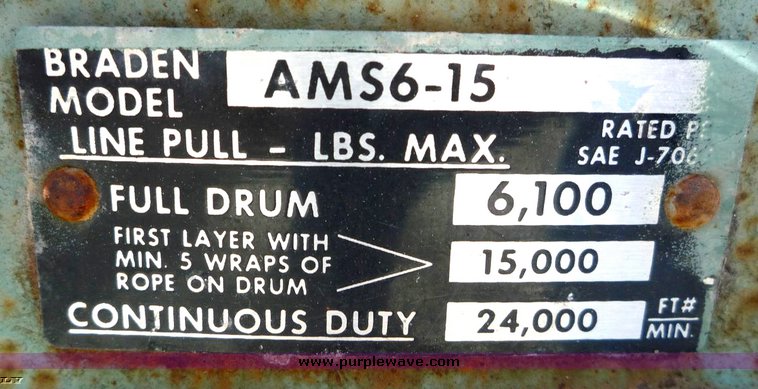 BRADEN
MODEL AMS6-15
LINE PULL - LBS. MAX.
RATED
SAE J-706
FULL DRUM 6,100
FIRST LAYER WITH
MIN. 5 WRAPS OF
ROPE ON DRUM 15,000
CONTINUOUS DUTY 24,000 FT#
MIN.
www.purplewave.com